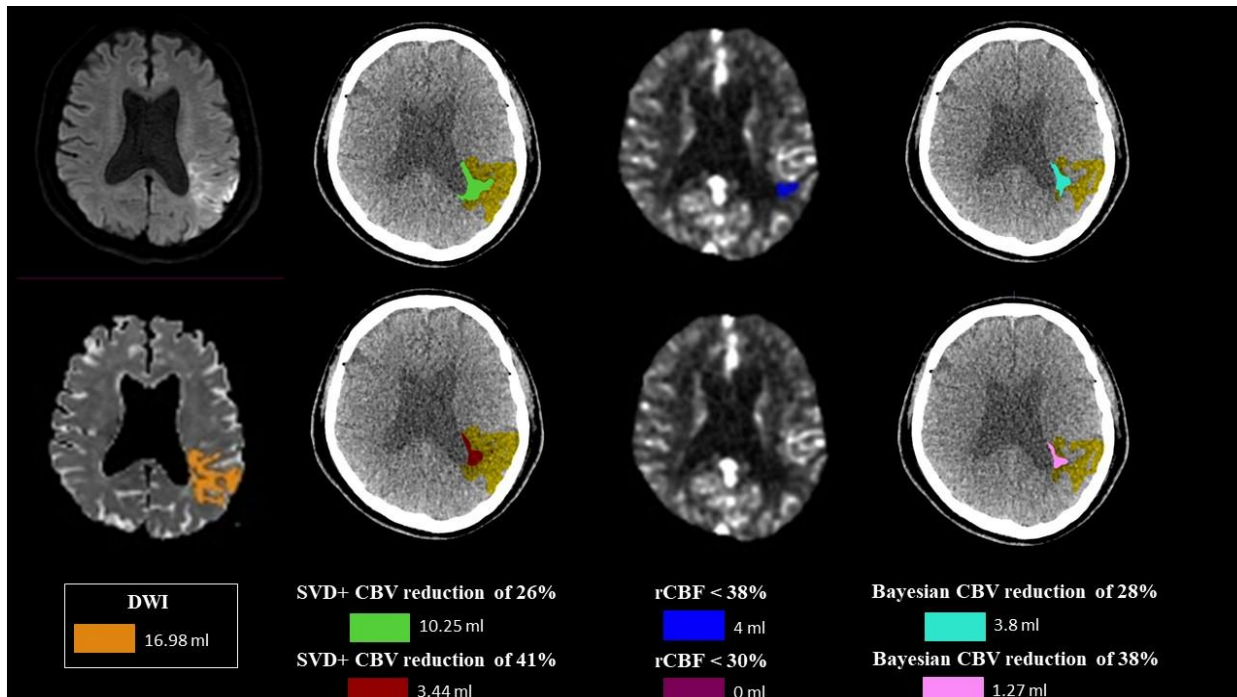 DWI
16.98 ml
SVD+ CBV reduction of 26%
10.25 ml
SVD+ CBV reduction of 41%
3.44 ml
rCBF < 38%
4 ml
rCBF < 30%
0 ml
Bayesian CBV reduction of 28%
3.8 ml
Bayesian CBV reduction of 38%
1.27 ml